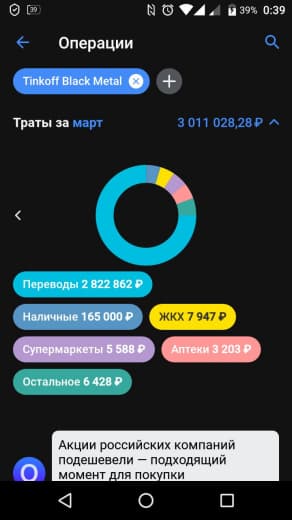 39
39%
0:39
Операции
Tinkoff Black Metal
Траты за март
3 011 028,28 ₽
Переводы 2 822 862 ₽
Наличные 165 000 ₽
ЖКХ 7 947 ₽
Супермаркеты 5 588 ₽
Аптеки 3 203 ₽
Остальное 6 428 ₽
Акции российских компаний
подешевели — подходящий
момент для покупки